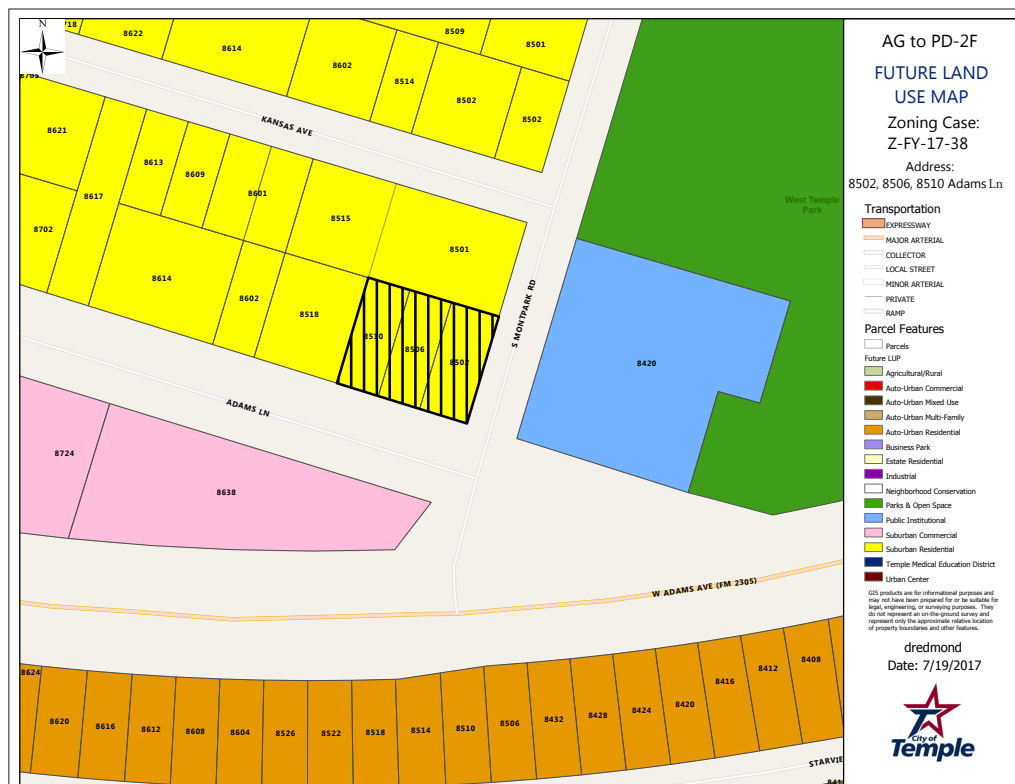 N
AG to PD-2F
FUTURE LAND
USE MAP
Zoning Case:
Z-FY-17-38
Address:
8502, 8506, 8510 Adams Ln
Transportation
EXPRESSWAY
MAJOR ARTERIAL
COLLECTOR
LOCAL STREET
MINOR ARTERIAL
PRIVATE
RAMP
Parcel Features
Parcels
Future LUP
Agricultural/Rural
Auto-Urban Commercial
Auto-Urban Mixed Use
Auto-Urban Multi-Family
Auto-Urban Residential
Business Park
Estate Residential
Industrial
Neighborhood Conservation
Parks & Open Space
Public Institutional
Suburban Commercial
Suburban Residential
Temple Medical Education District
Urban Center
GIS products are for informational purposes and
may not have been prepared for or be suitable for
legal, engineering, or surveying purposes. They
do not represent an on-the-ground survey and
represent only the approximate relative location
of property boundaries and other features.
dredmond
Date: 7/19/2017
City of
Temple
8622
8614
8602
8514
8509
8502
8501
8502
KANSAS AVE
8621
8613
8609
8601
8617
8515
8702
8501
8614
8602
8518
8510
8506
8502
S MONTPARK RD
West Temple
Park
8420
ADAMS LN
8724
8638
W ADAMS AVE (FM 2305)
8624
8620
8616
8612
8608
8604
8526
8522
8518
8514
8510
8506
8432
8428
8424
8420
8416
8412
8408
STARVIE